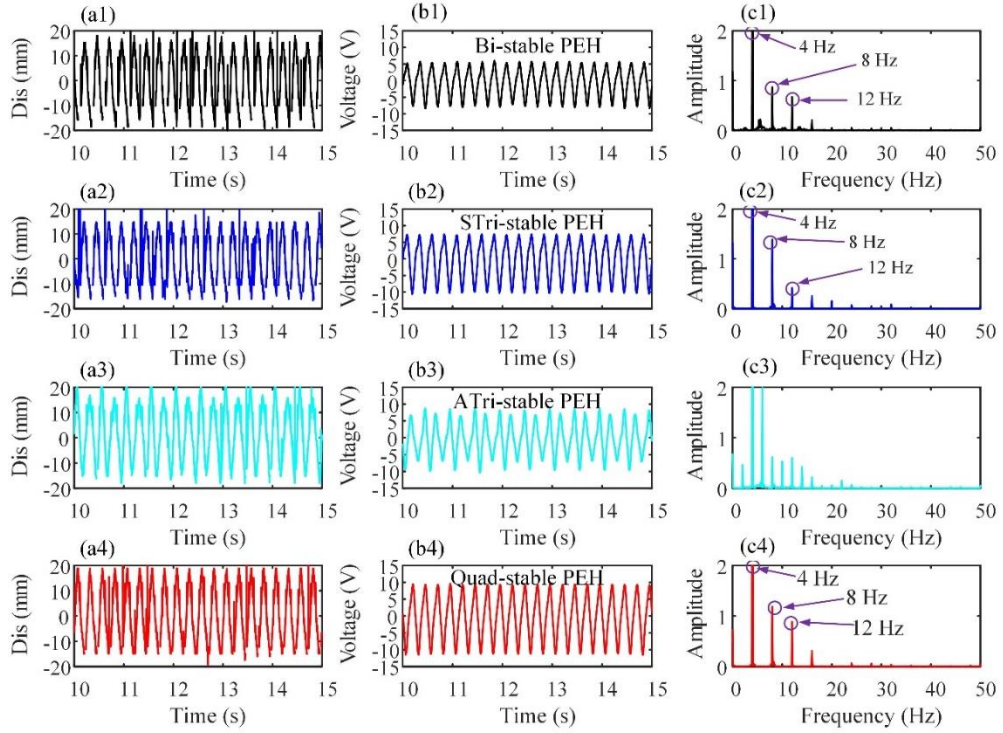 (a1) (b1) (c1)
Dis (mm) 20 10 0 -10 -20
10 11 12 13 14 15
Time (s)
Voltage (V) 15 10 5 0 -5 -10 -15
Bi-stable PEH
10 11 12 13 14 15
Time (s)
Amplitude 2 1 0
4 Hz
8 Hz
12 Hz
0 10 20 30 40 50
Frequency (Hz)
(a2) (b2) (c2)
Dis (mm) 20 10 0 -10 -20
10 11 12 13 14 15
Time (s)
Voltage (V) 15 10 5 0 -5 -10 -15
STri-stable PEH
10 11 12 13 14 15
Time (s)
Amplitude 2 1 0
4 Hz
8 Hz
12 Hz
0 10 20 30 40 50
Frequency (Hz)
(a3) (b3) (c3)
Dis (mm) 20 10 0 -10 -20
10 11 12 13 14 15
Time (s)
Voltage (V) 15 10 5 0 -5 -10 -15
ATri-stable PEH
10 11 12 13 14 15
Time (s)
Amplitude 2 1 0
0 10 20 30 40 50
Frequency (Hz)
(a4) (b4) (c4)
Dis (mm) 20 10 0 -10 -20
10 11 12 13 14 15
Time (s)
Voltage (V) 15 10 5 0 -5 -10 -15
Quad-stable PEH
10 11 12 13 14 15
Time (s)
Amplitude 2 1 0
4 Hz
8 Hz
12 Hz
0 10 20 30 40 50
Frequency (Hz)